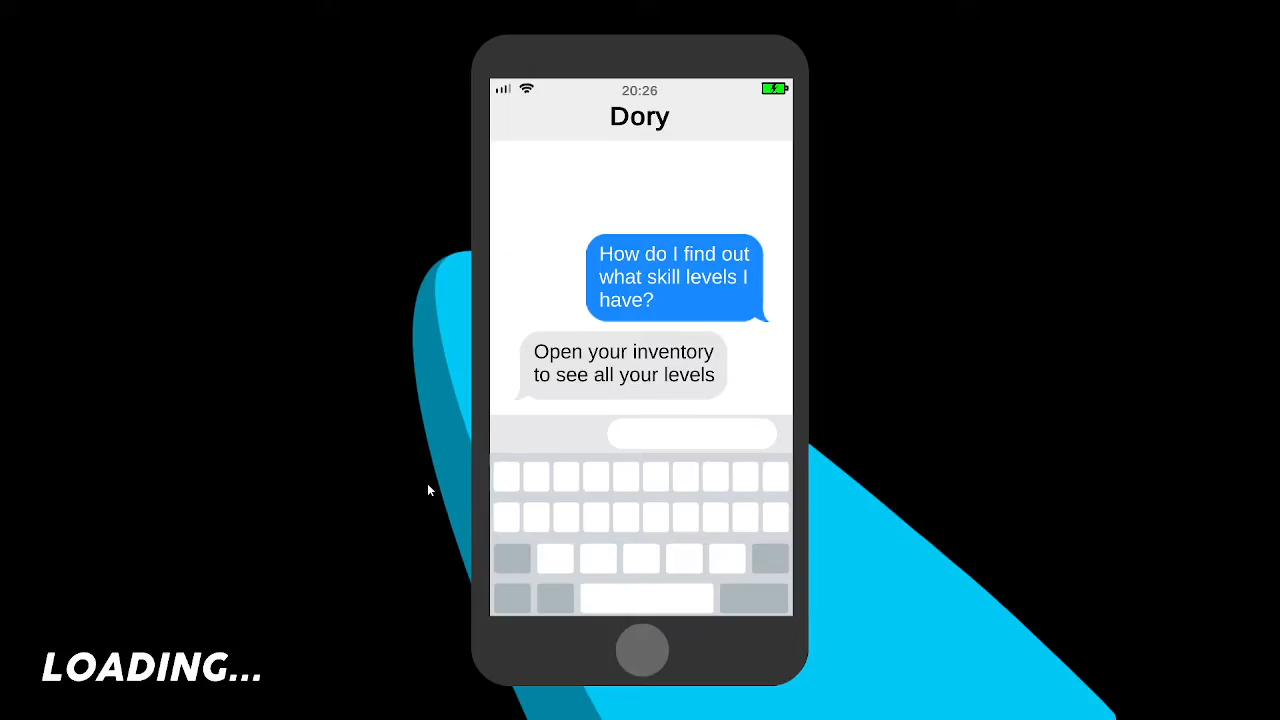 20:26
Dory
How do I find out
what skill levels I
have?
Open your inventory
to see all your levels
LOADING...